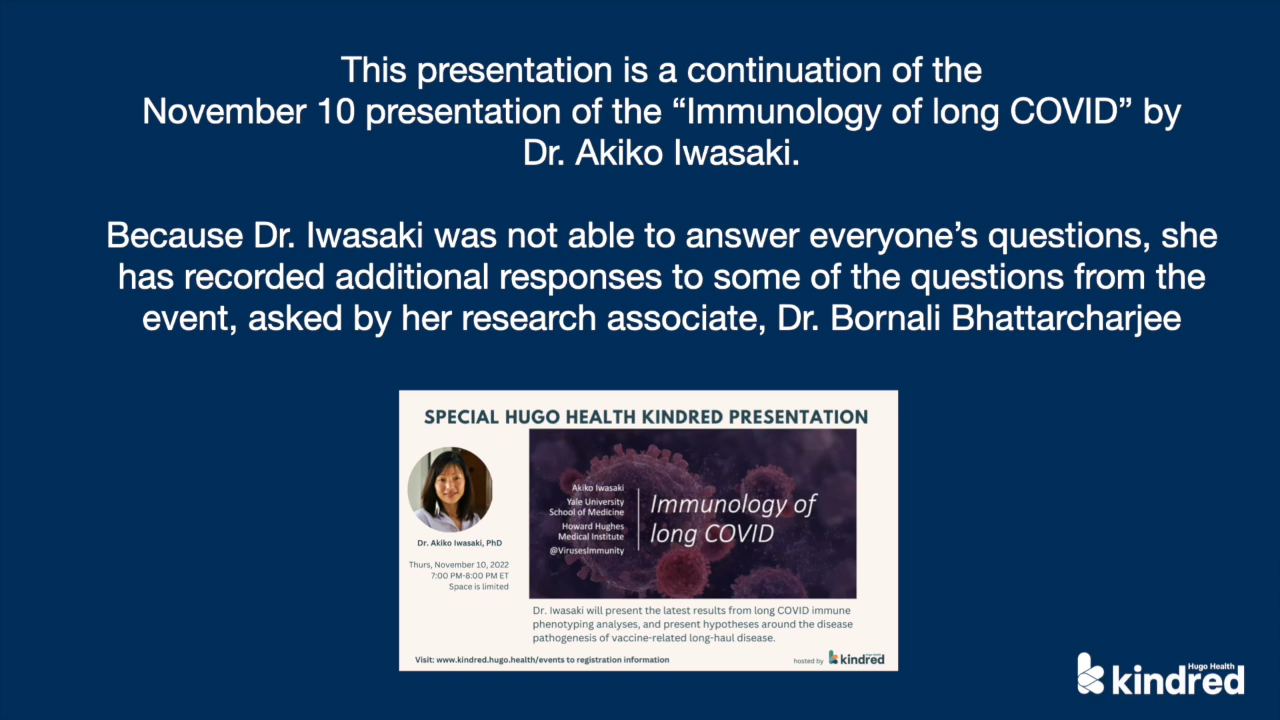 This presentation is a continuation of the
November 10 presentation of the “Immunology of long COVID” by
Dr. Akiko Iwasaki.
Because Dr. Iwasaki was not able to answer everyone’s questions, she
has recorded additional responses to some of the questions from the
event, asked by her research associate, Dr. Bornali Bhattarcharjee
SPECIAL HUGO HEALTH KINDRED PRESENTATION
Dr. Akiko Iwasaki, PhD
Thurs, November 10, 2022
7:00 PM-8:00 PM ET
Space is limited
Akiko Iwasaki
Yale University
School of Medicine
Howard Hughes
Medical Institute
@VirusesImmunity
Immunology of
long COVID
Dr. Iwasaki will present the latest results from long COVID immune
phenotyping analyses, and present hypotheses around the disease
pathogenesis of vaccine-related long-haul disease.
Visit: www.kindred.hugo.health/events to registration information
hosted by
Hugo Health
kindred
Hugo Health
kindred